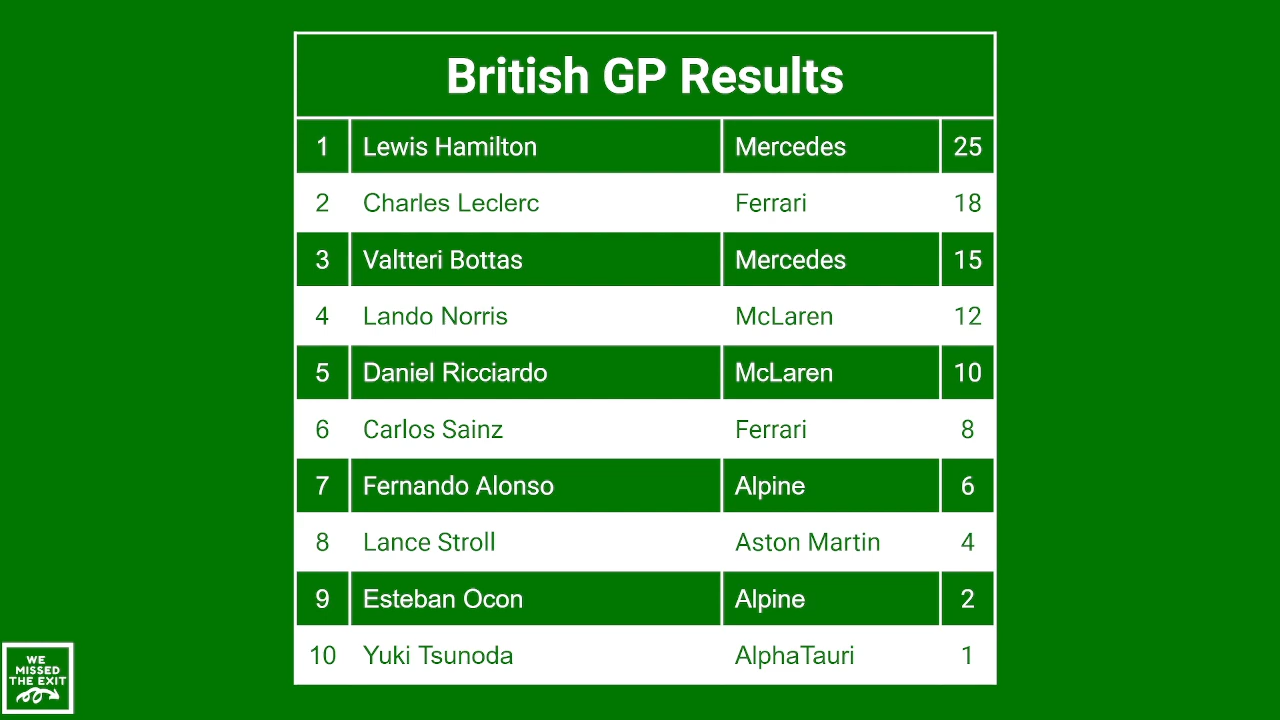 British GP Results
1 Lewis Hamilton Mercedes 25
2 Charles Leclerc Ferrari 18
3 Valtteri Bottas Mercedes 15
4 Lando Norris McLaren 12
5 Daniel Ricciardo McLaren 10
6 Carlos Sainz Ferrari 8
7 Fernando Alonso Alpine 6
8 Lance Stroll Aston Martin 4
9 Esteban Ocon Alpine 2
10 Yuki Tsunoda AlphaTauri 1
WE
MISSED
THE EXIT